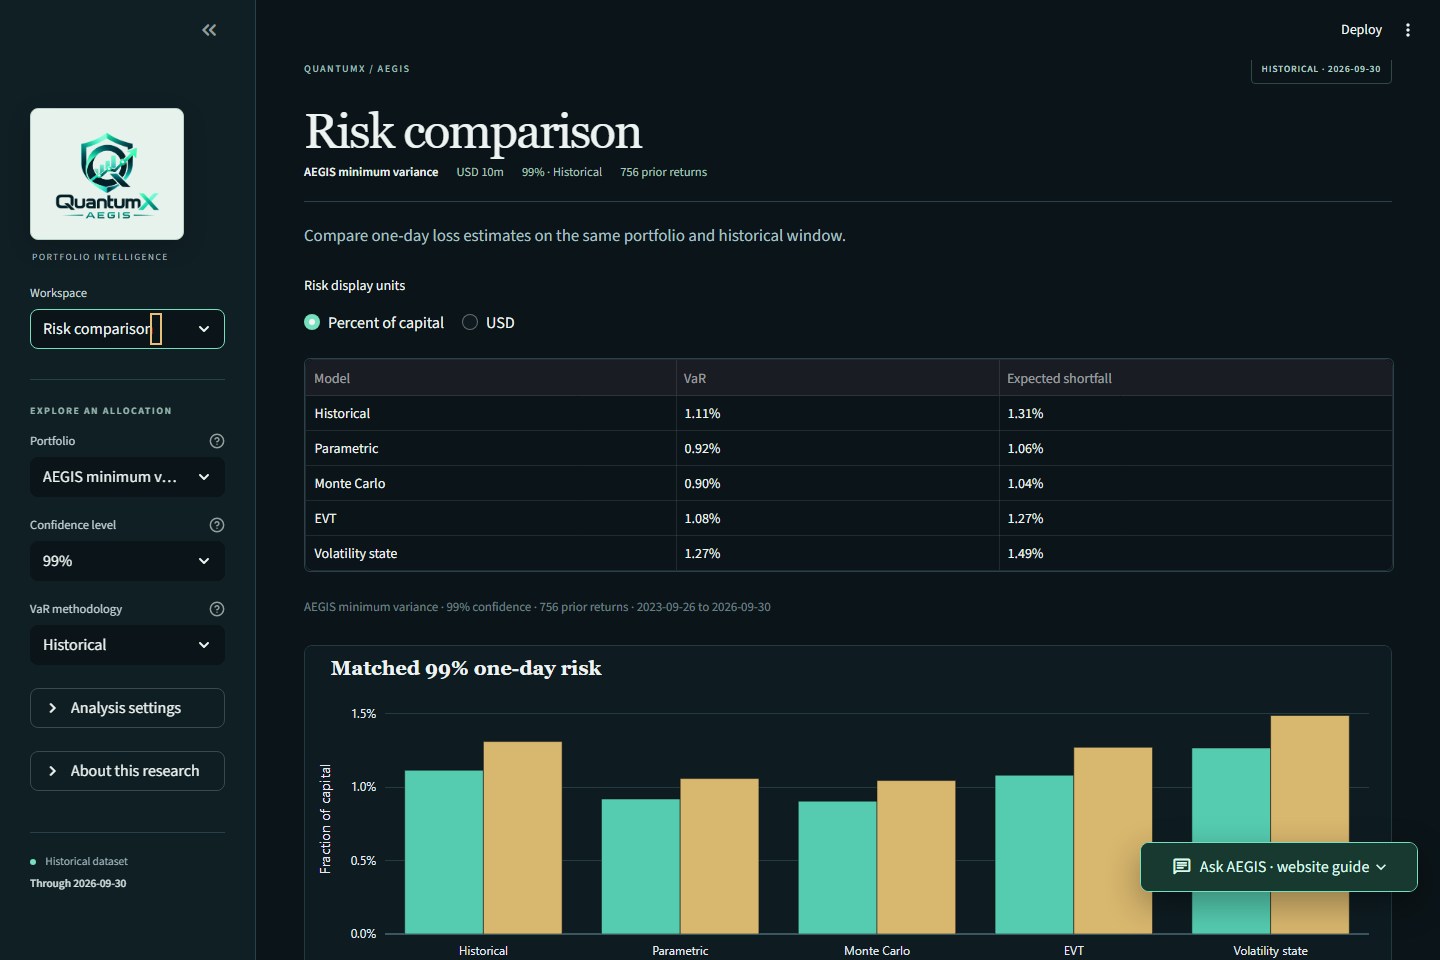 Deploy
QUANTUMX / AEGIS
HISTORICAL · 2026-09-30
QuantumX
AEGIS
PORTFOLIO INTELLIGENCE
Workspace
Risk comparison
EXPLORE AN ALLOCATION
Portfolio
AEGIS minimum v...
Confidence level
99%
VaR methodology
Historical
Analysis settings
About this research
Historical dataset
Through 2026-09-30
Risk comparison
AEGIS minimum variance USD 10m 99% · Historical 756 prior returns
Compare one-day loss estimates on the same portfolio and historical window.
Risk display units
Percent of capital USD
Model VaR Expected shortfall
Historical 1.11% 1.31%
Parametric 0.92% 1.06%
Monte Carlo 0.90% 1.04%
EVT 1.08% 1.27%
Volatility state 1.27% 1.49%
AEGIS minimum variance · 99% confidence · 756 prior returns · 2023-09-26 to 2026-09-30
Matched 99% one-day risk
1.5%
1.0%
0.5%
0.0%
Fraction of capital
Historical Parametric Monte Carlo EVT Volatility state
Ask AEGIS · website guide